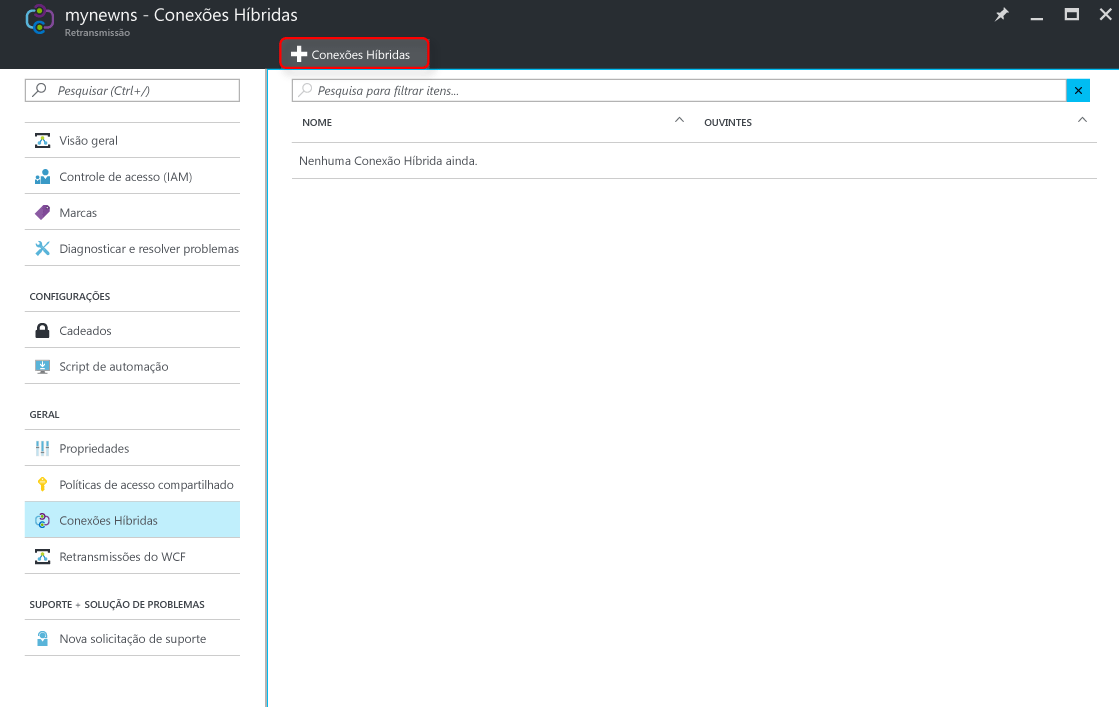 mynewns - Conexões Híbridas
Retransmissão
Conexões Híbridas
Pesquisar (Ctrl+/)
Visão geral
Controle de acesso (IAM)
Marcas
Diagnosticar e resolver problemas
CONFIGURAÇÕES
Cadeados
Script de automação
GERAL
Propriedades
Políticas de acesso compartilhado
Conexões Híbridas
Retransmissões do WCF
SUPORTE + SOLUÇÃO DE PROBLEMAS
Nova solicitação de suporte
Pesquisa para filtrar itens...
NOME
OUVINTES
Nenhuma Conexão Híbrida ainda.